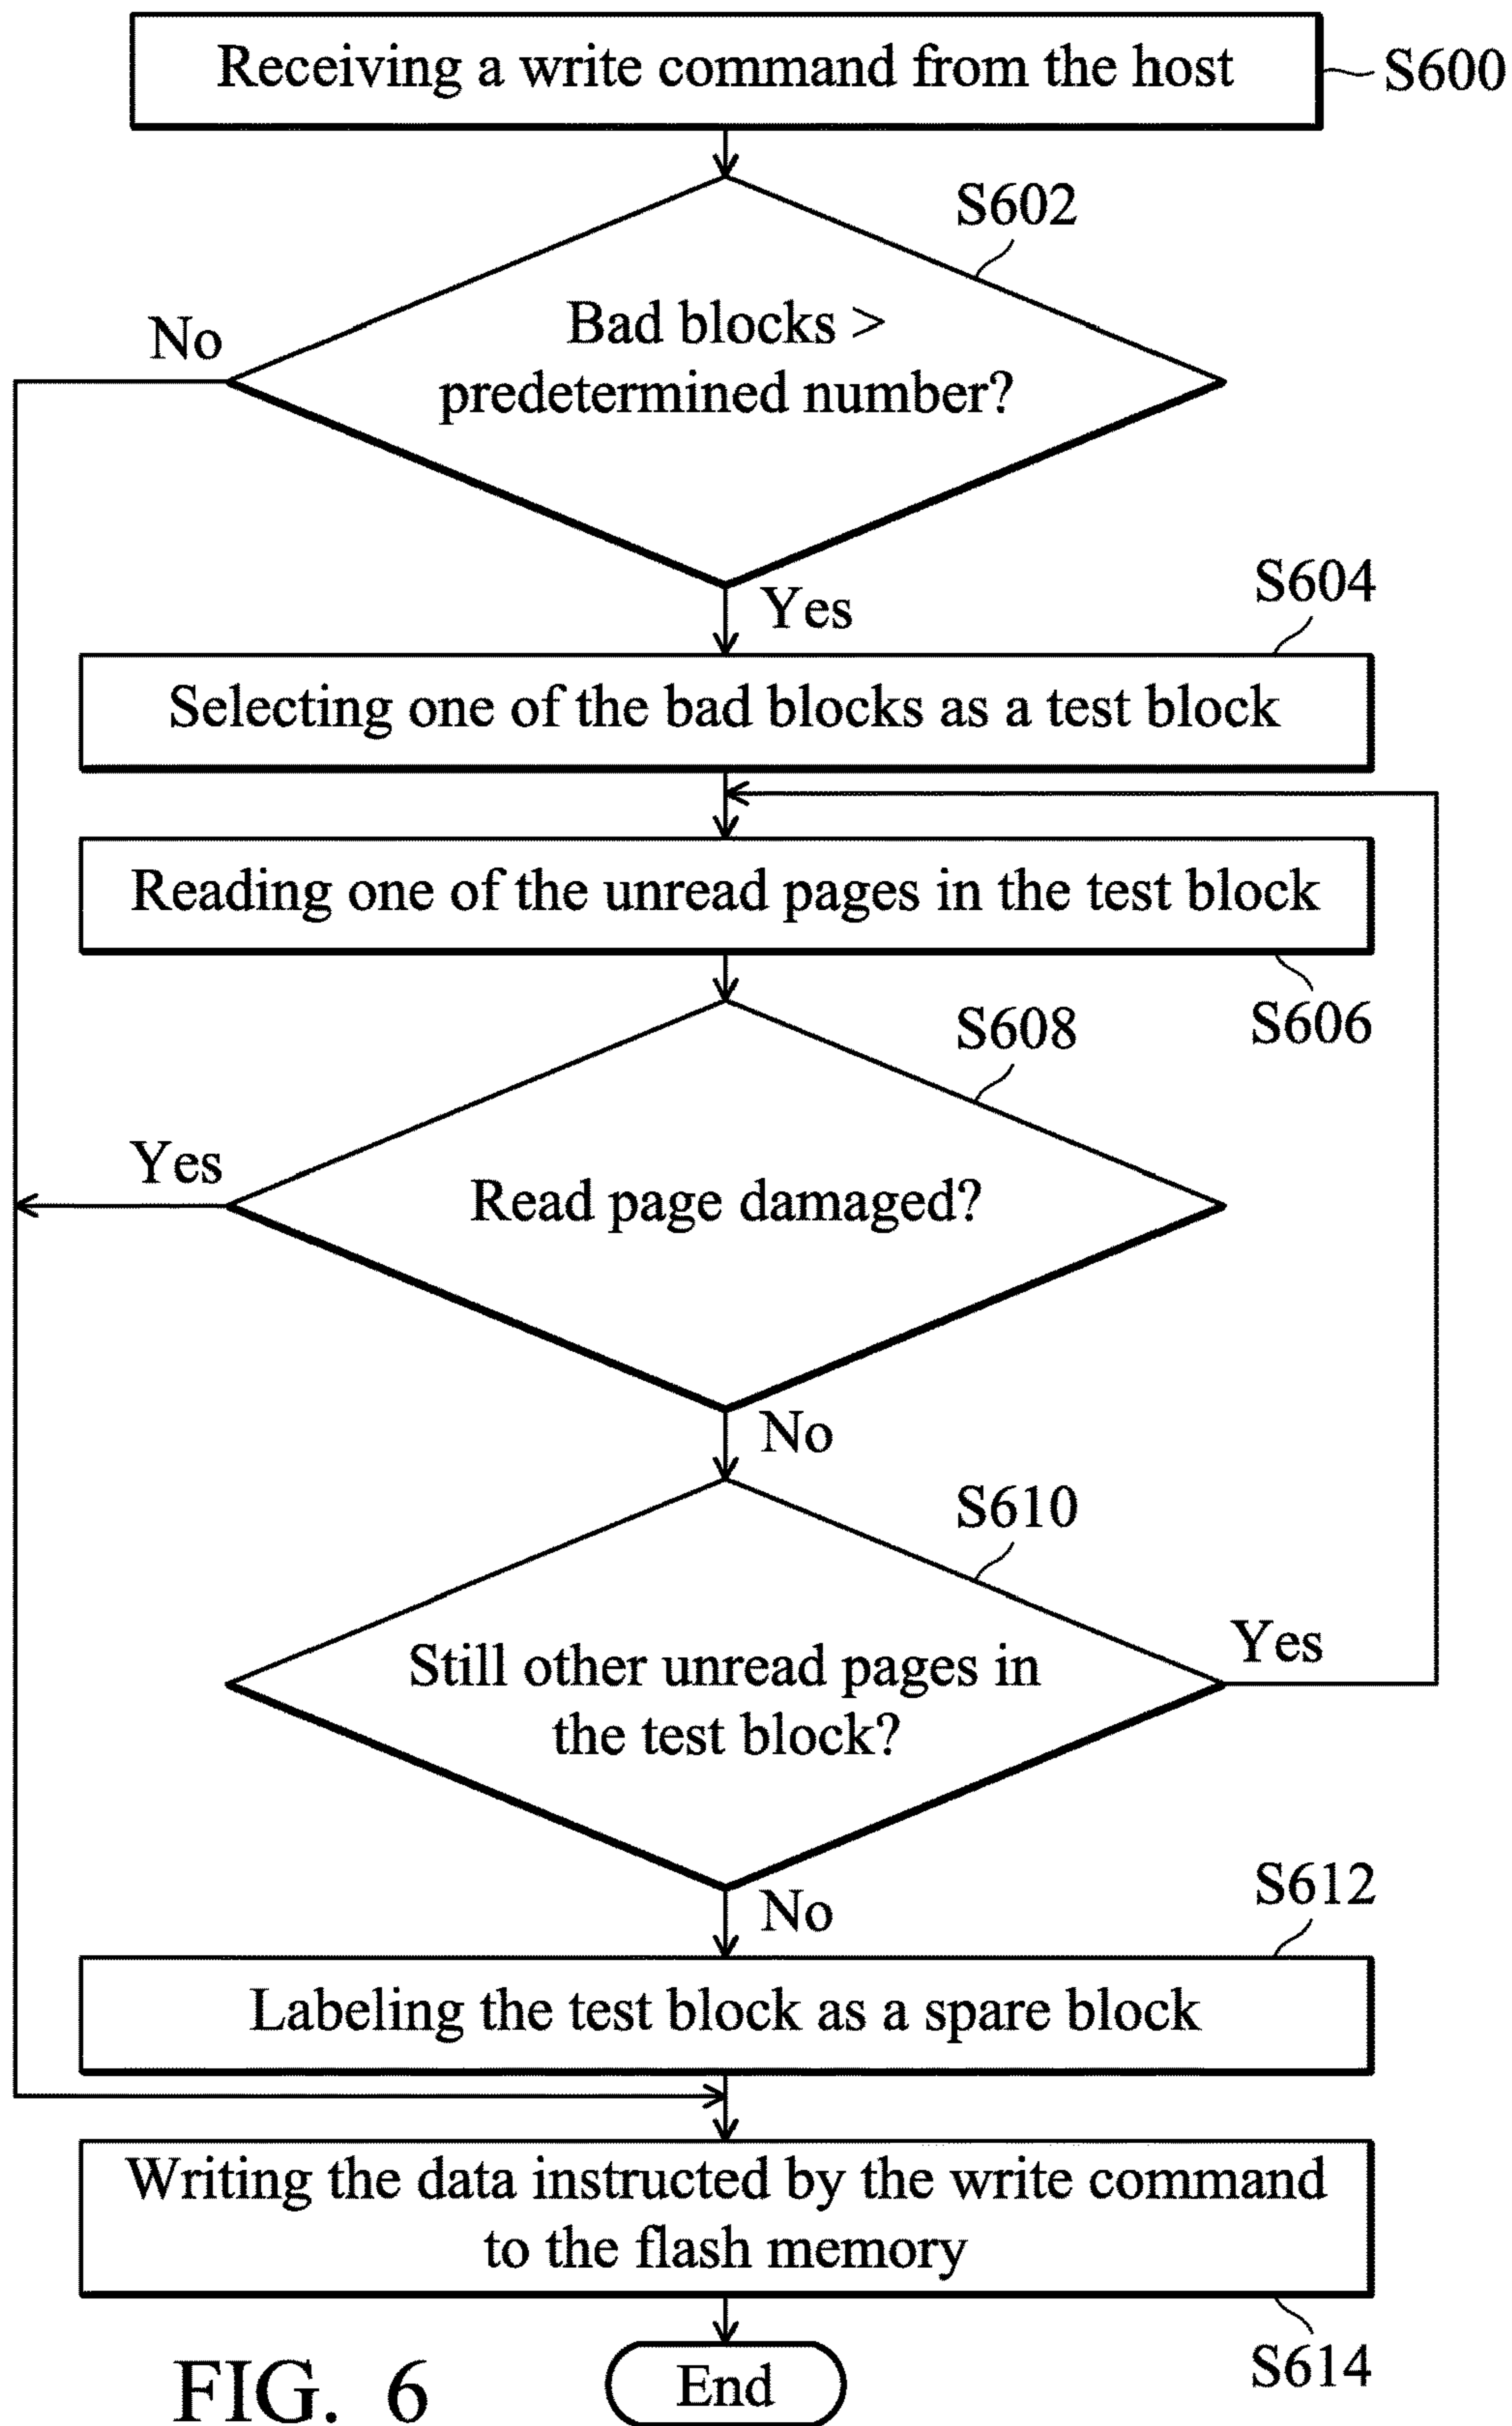 Receiving a write command from the host
S600
S602
Bad blocks >
predetermined number?
No
Yes
S604
Selecting one of the bad blocks as a test block
Reading one of the unread pages in the test block
S606
S608
Read page damaged?
Yes
No
S610
Still other unread pages in
the test block?
Yes
No
S612
Labeling the test block as a spare block
Writing the data instructed by the write command
to the flash memory
S614
End
FIG. 6